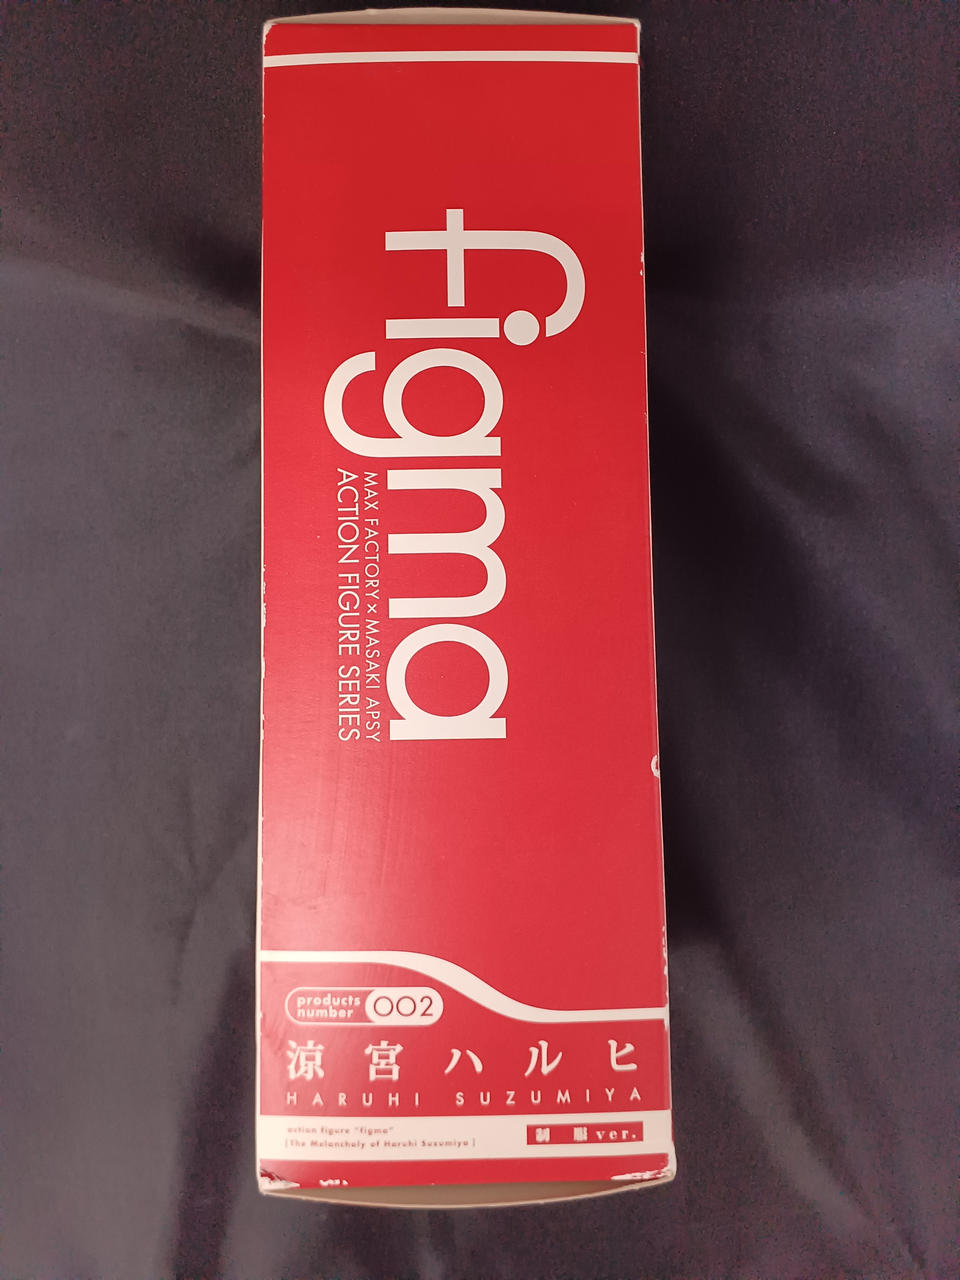 figma
MAX FACTORY × MASAKI APSY
ACTION FIGURE SERIES
products
number
002
涼宮ハルヒ
HARUHI SUZUMIYA
action figure "figma"
[The Melancholy of Haruhi Suzumiya]
制服ver.